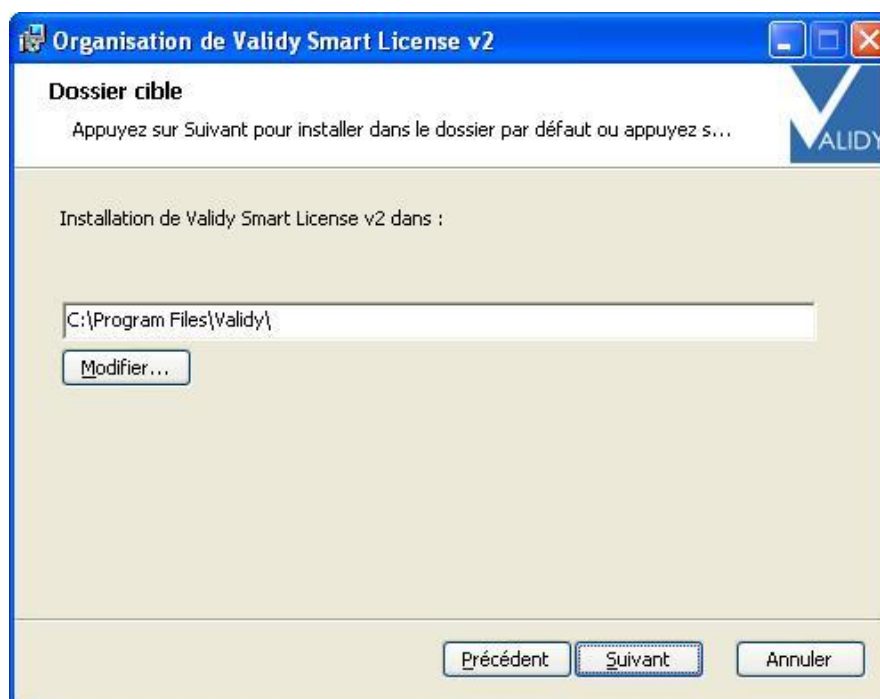 Organisation de Validy Smart License v2
Dossier cible
Appuyez sur Suivant pour installer dans le dossier par défaut ou appuyez s...
VALIDY
Installation de Validy Smart License v2 dans :
C:\Program Files\Validy\
Modifier...
Précédent Suivant Annuler